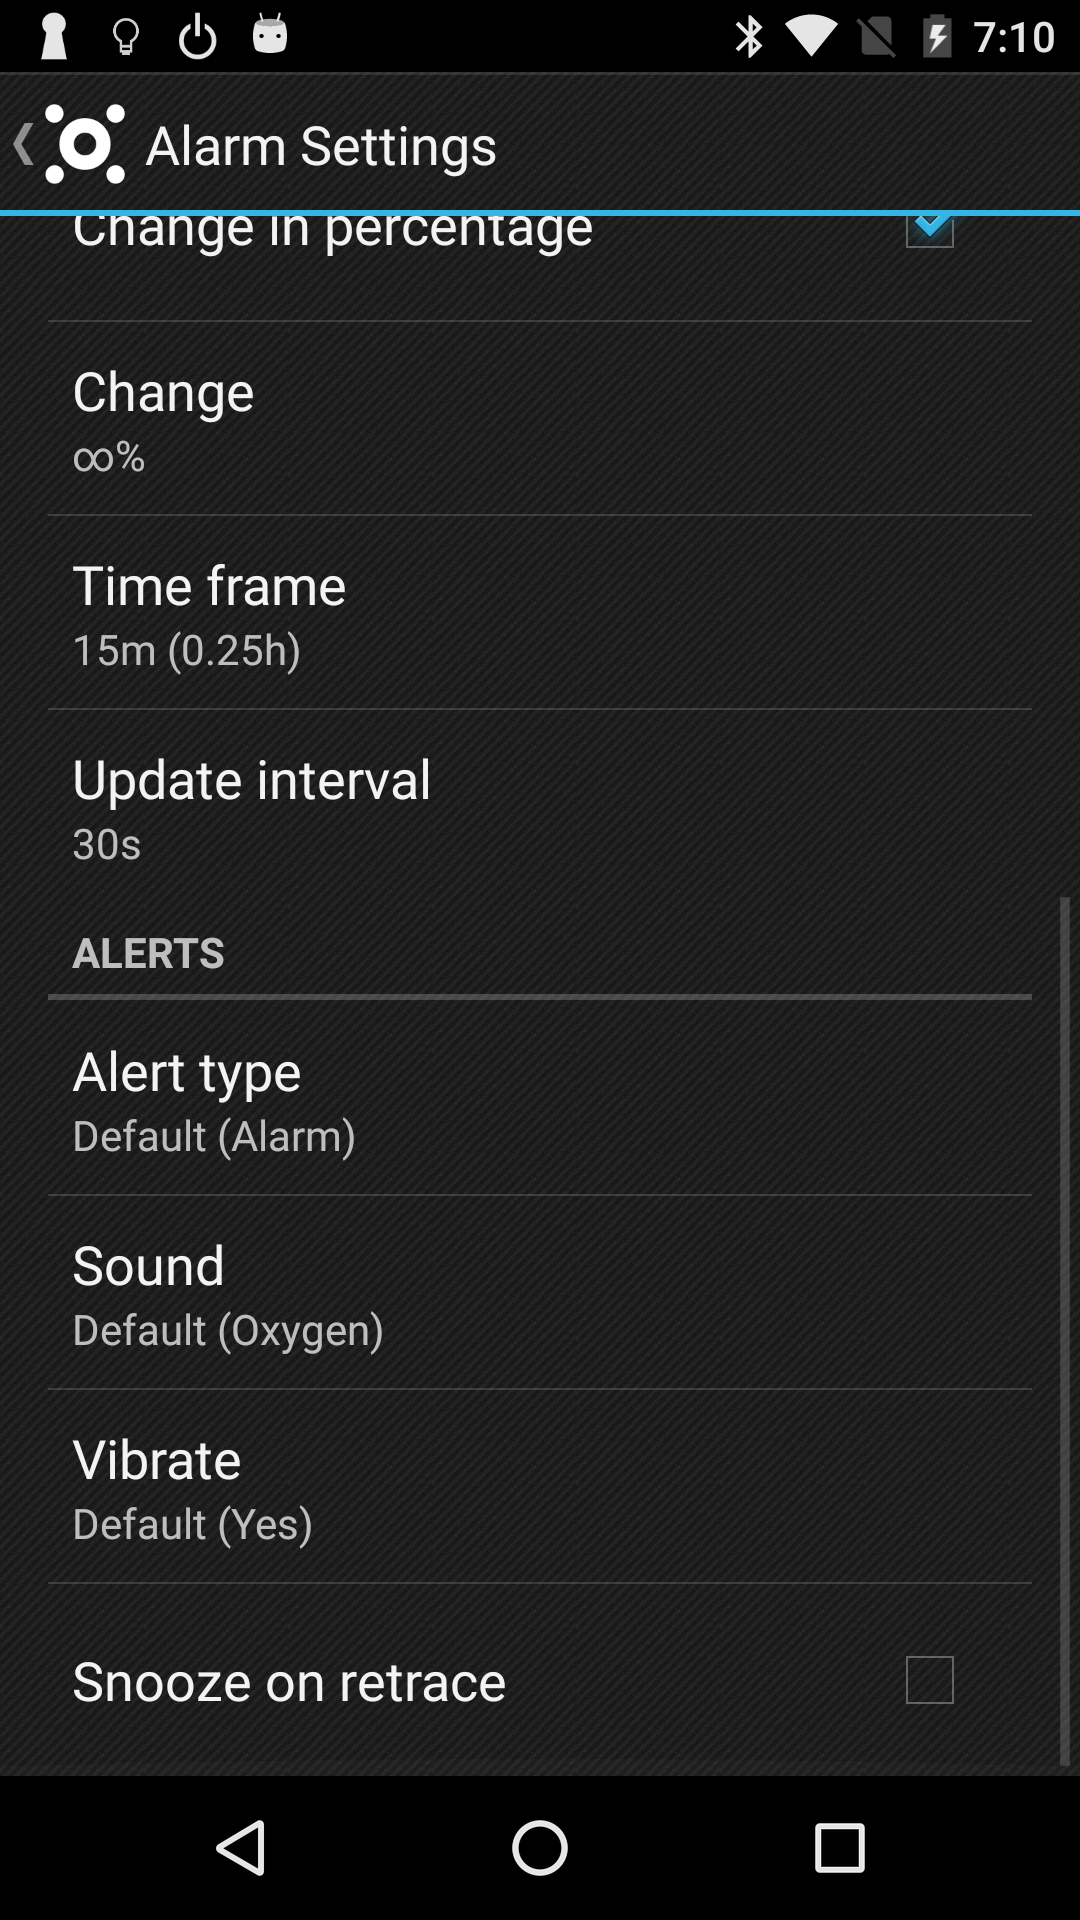 7:10
Alarm Settings
Change in percentage
Change
∞%
Time frame
15m (0.25h)
Update interval
30s
ALERTS
Alert type
Default (Alarm)
Sound
Default (Oxygen)
Vibrate
Default (Yes)
Snooze on retrace